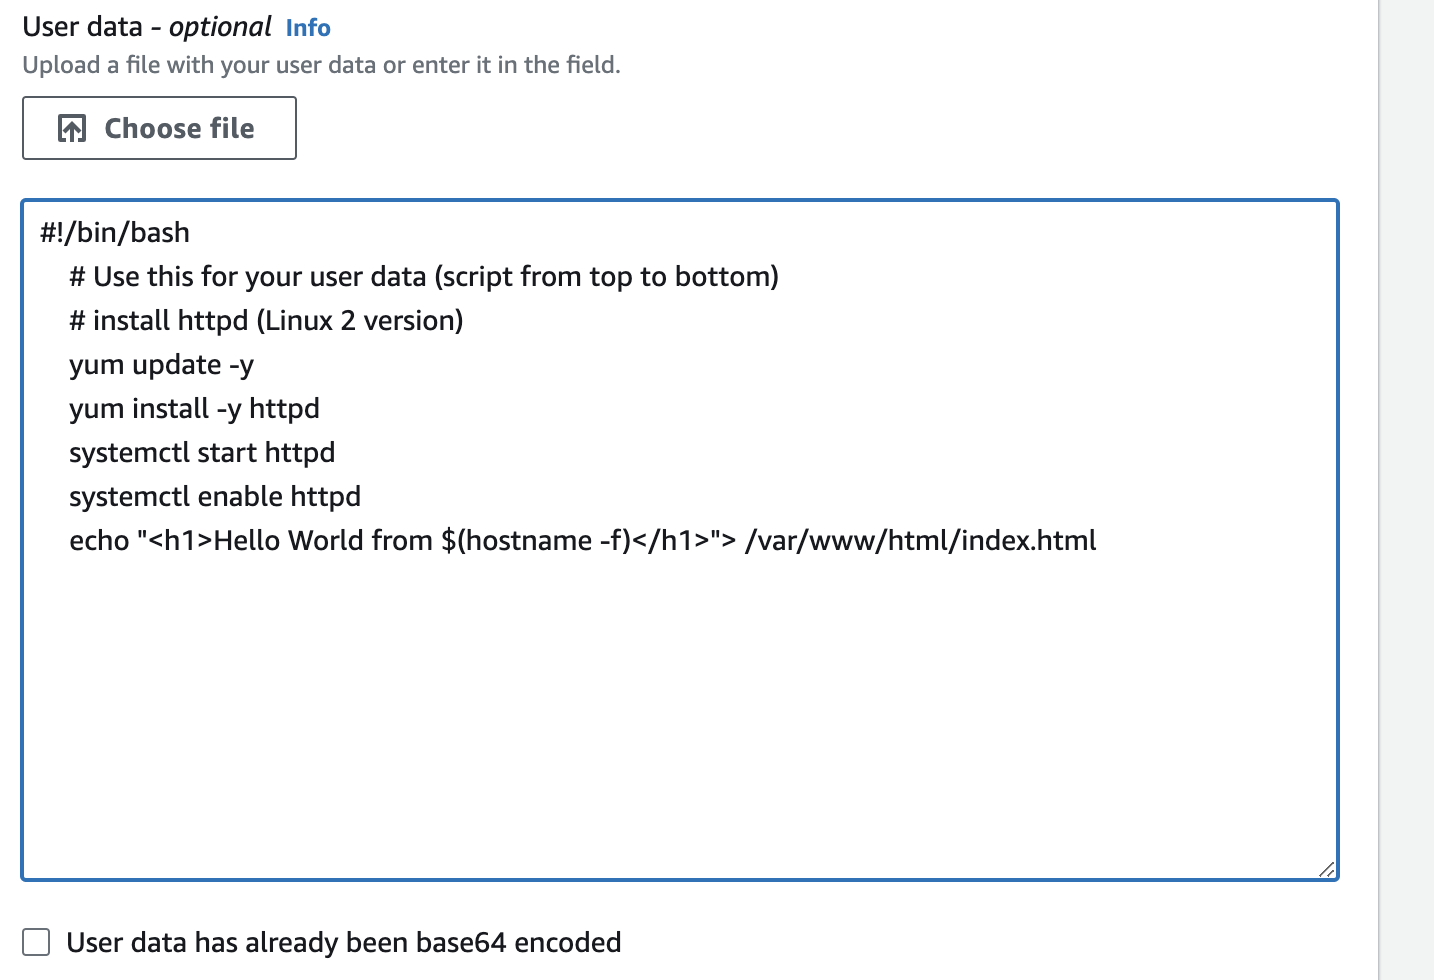 User data - optional Info
Upload a file with your user data or enter it in the field.
Choose file
#!/bin/bash
# Use this for your user data (script from top to bottom)
# install httpd (Linux 2 version)
yum update -y
yum install -y httpd
systemctl start httpd
systemctl enable httpd
echo "<h1>Hello World from $(hostname -f)</h1>"> /var/www/html/index.html
User data has already been base64 encoded